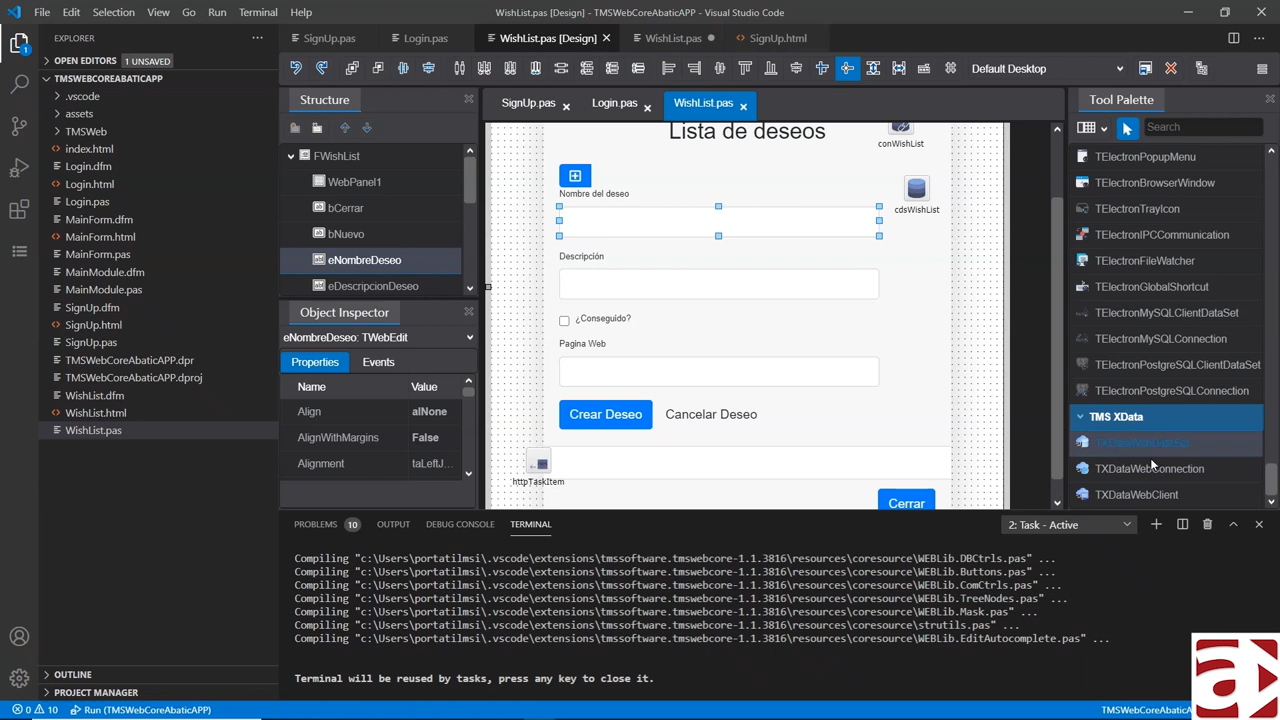 File Edit Selection View Go Run Terminal Help
WishList.pas [Design] - TMSWebCoreAbaticAPP - Visual Studio Code
EXPLORER
OPEN EDITORS 1 UNSAVED
TMSWEBCOREABATICAPP
.vscode
assets
TMSWeb
index.html
Login.dfm
Login.html
Login.pas
MainForm.dfm
MainForm.html
MainForm.pas
MainModule.dfm
MainModule.pas
SignUp.dfm
SignUp.html
SignUp.pas
TMSWebCoreAbaticAPP.dpr
TMSWebCoreAbaticAPP.dproj
WishList.dfm
WishList.html
WishList.pas
OUTLINE
PROJECT MANAGER
SignUp.pas Login.pas WishList.pas [Design] WishList.pas SignUp.html
Default Desktop
Structure
FWishList
WebPanel1
bCerrar
bNuevo
eNombreDeseo
eDescripcionDeseo
Object Inspector
eNombreDeseo: TWebEdit
Properties Events
Name Value
Align alNone
AlignWithMargins False
Alignment taLeftJ...
SignUp.pas Login.pas WishList.pas
Lista de deseos
conWishList
Nombre del deseo
cdsWishList
Descripción
¿Conseguido?
Pagina Web
Crear Deseo Cancelar Deseo
httpTaskItem
Cerrar
Tool Palette
Search
TElectronPopupMenu
TElectronBrowserWindow
TElectronTrayIcon
TElectronIPCCommunication
TElectronFileWatcher
TElectronGlobalShortcut
TElectronMySQLClientDataSet
TElectronMySQLConnection
TElectronPostgreSQLClientDataSet
TElectronPostgreSQLConnection
TMS XData
TXDataWebConnection
TXDataWebClient
PROBLEMS 10 OUTPUT DEBUG CONSOLE TERMINAL
2: Task - Active
Compiling "c:\Users\portatilmsi\.vscode\extensions\tmssoftware.tmswebcore-1.1.3816\resources\coresource\WEBLib.DBCtrls.pas" ...
Compiling "c:\Users\portatilmsi\.vscode\extensions\tmssoftware.tmswebcore-1.1.3816\resources\coresource\WEBLib.Buttons.pas" ...
Compiling "c:\Users\portatilmsi\.vscode\extensions\tmssoftware.tmswebcore-1.1.3816\resources\coresource\WEBLib.ComCtrls.pas" ...
Compiling "c:\Users\portatilmsi\.vscode\extensions\tmssoftware.tmswebcore-1.1.3816\resources\coresource\WEBLib.TreeNodes.pas" ...
Compiling "c:\Users\portatilmsi\.vscode\extensions\tmssoftware.tmswebcore-1.1.3816\resources\coresource\WEBLib.Mask.pas" ...
Compiling "c:\Users\portatilmsi\.vscode\extensions\tmssoftware.tmswebcore-1.1.3816\resources\coresource\strutils.pas" ...
Compiling "c:\Users\portatilmsi\.vscode\extensions\tmssoftware.tmswebcore-1.1.3816\resources\coresource\WEBLib.EditAutocomplete.pas" ...
Terminal will be reused by tasks, press any key to close it.
0 10 Run (TMSWebCoreAbaticAPP)